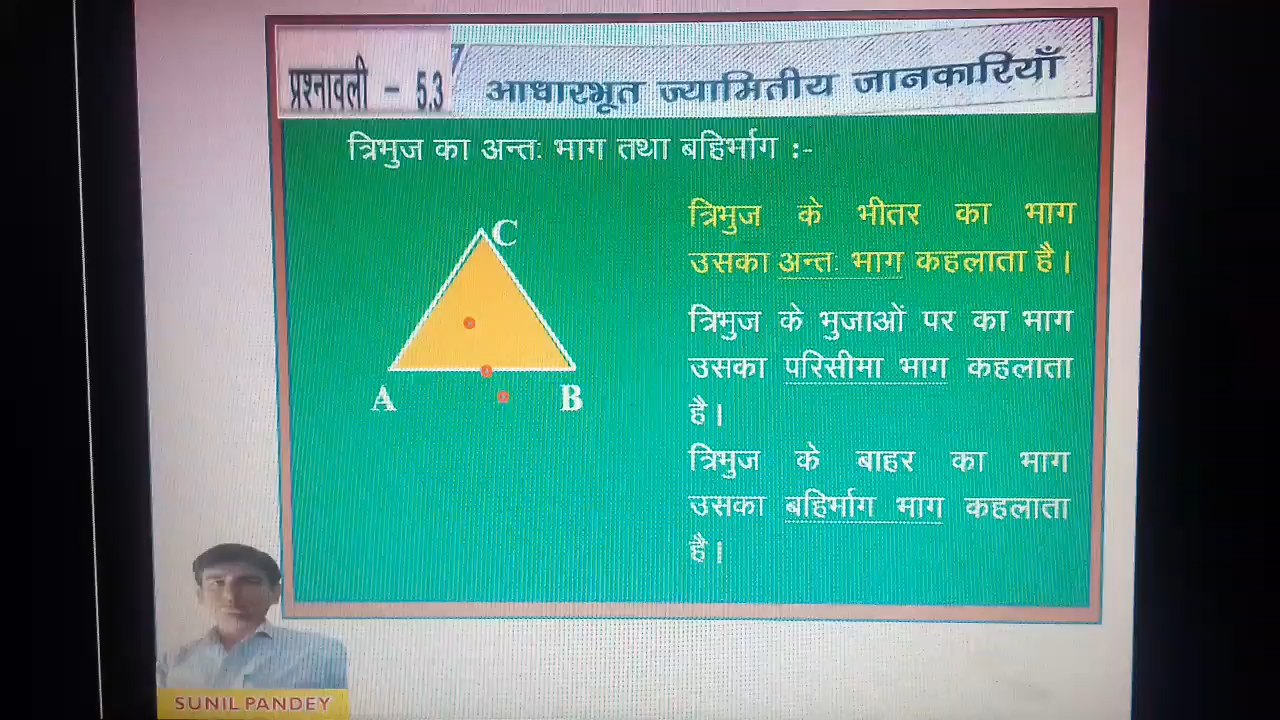 प्रश्नावली - 5.3
आधारभूत ज्यामितीय जानकारियाँ
त्रिभुज का अन्तः भाग तथा बहिर्भाग :-
C
A
B
त्रिभुज के भीतर का भाग
उसका अन्तः भाग कहलाता है।
त्रिभुज के भुजाओं पर का भाग
उसका परिसीमा भाग कहलाता
है।
त्रिभुज के बाहर का भाग
उसका बहिर्भाग भाग कहलाता
है।
SUNIL PANDEY